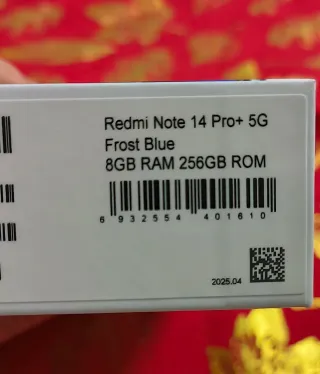 Redmi Note 14 Pro+ 5G
Frost Blue
8GB RAM 256GB ROM
6 932554 401610
2025.04